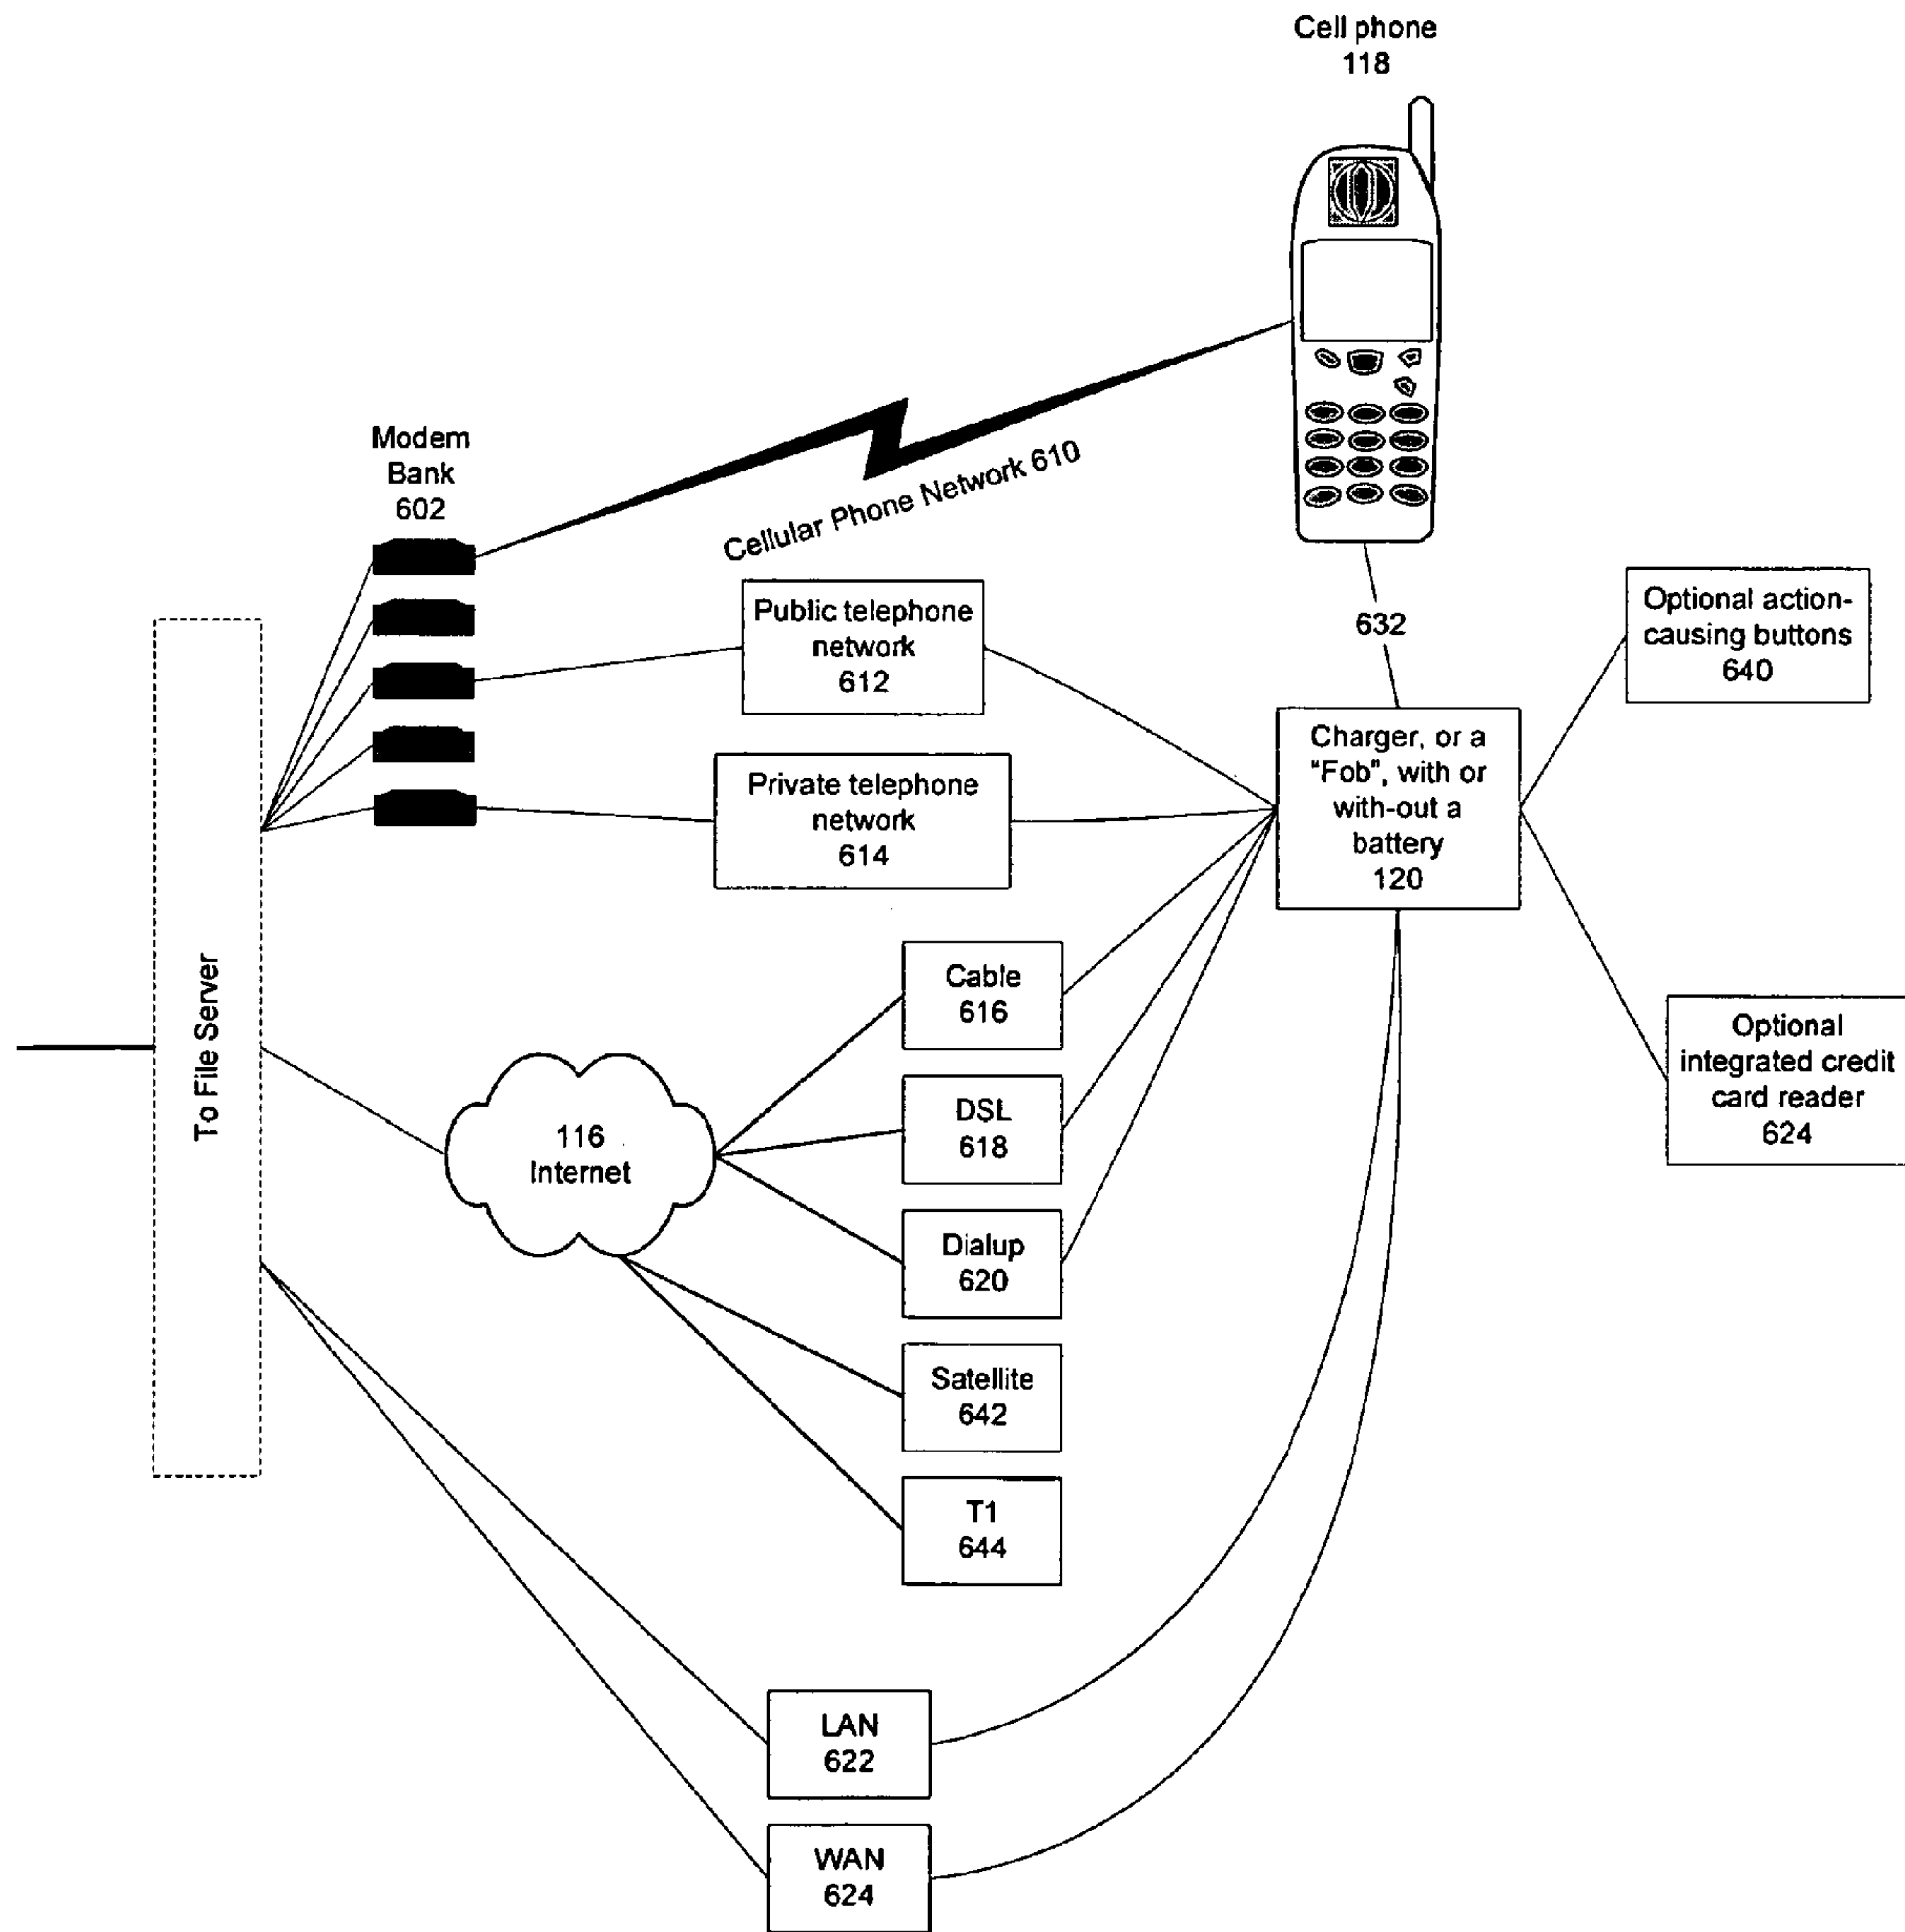 Cell phone
118
Modem
Bank
602
Cellular Phone Network 610
Public telephone
network
612
632
Optional action-
causing buttons
640
Private telephone
network
614
Charger, or a
"Fob", with or
with-out a
battery
120
To File Server
Cable
616
Optional
integrated credit
card reader
624
116
Internet
DSL
618
Dialup
620
Satellite
642
T1
644
LAN
622
WAN
624